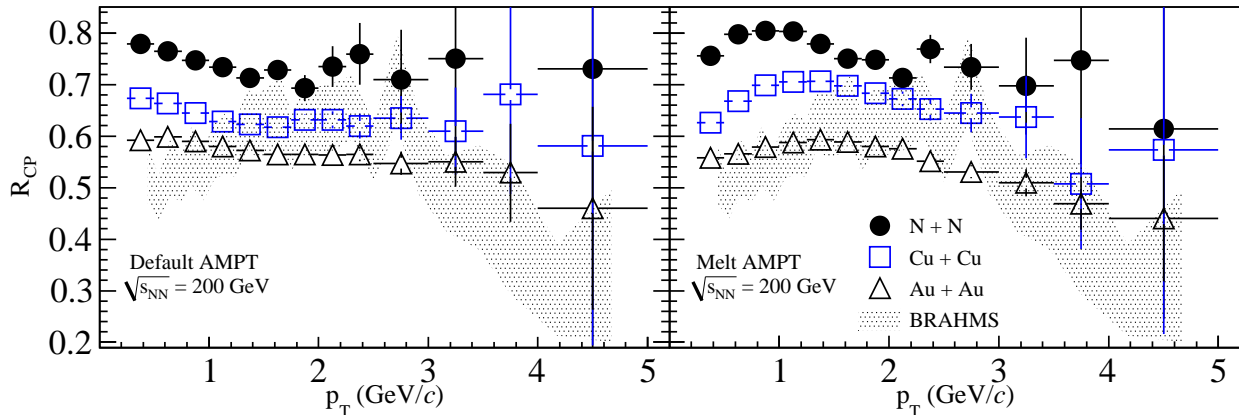 0.8
0.7
0.6
0.5
0.4
0.3
0.2
R_CP
Default AMPT
√s_NN = 200 GeV
1 2 3 4 5
p_T (GeV/c)
Melt AMPT
√s_NN = 200 GeV
N + N
Cu + Cu
Au + Au
BRAHMS
1 2 3 4 5
p_T (GeV/c)